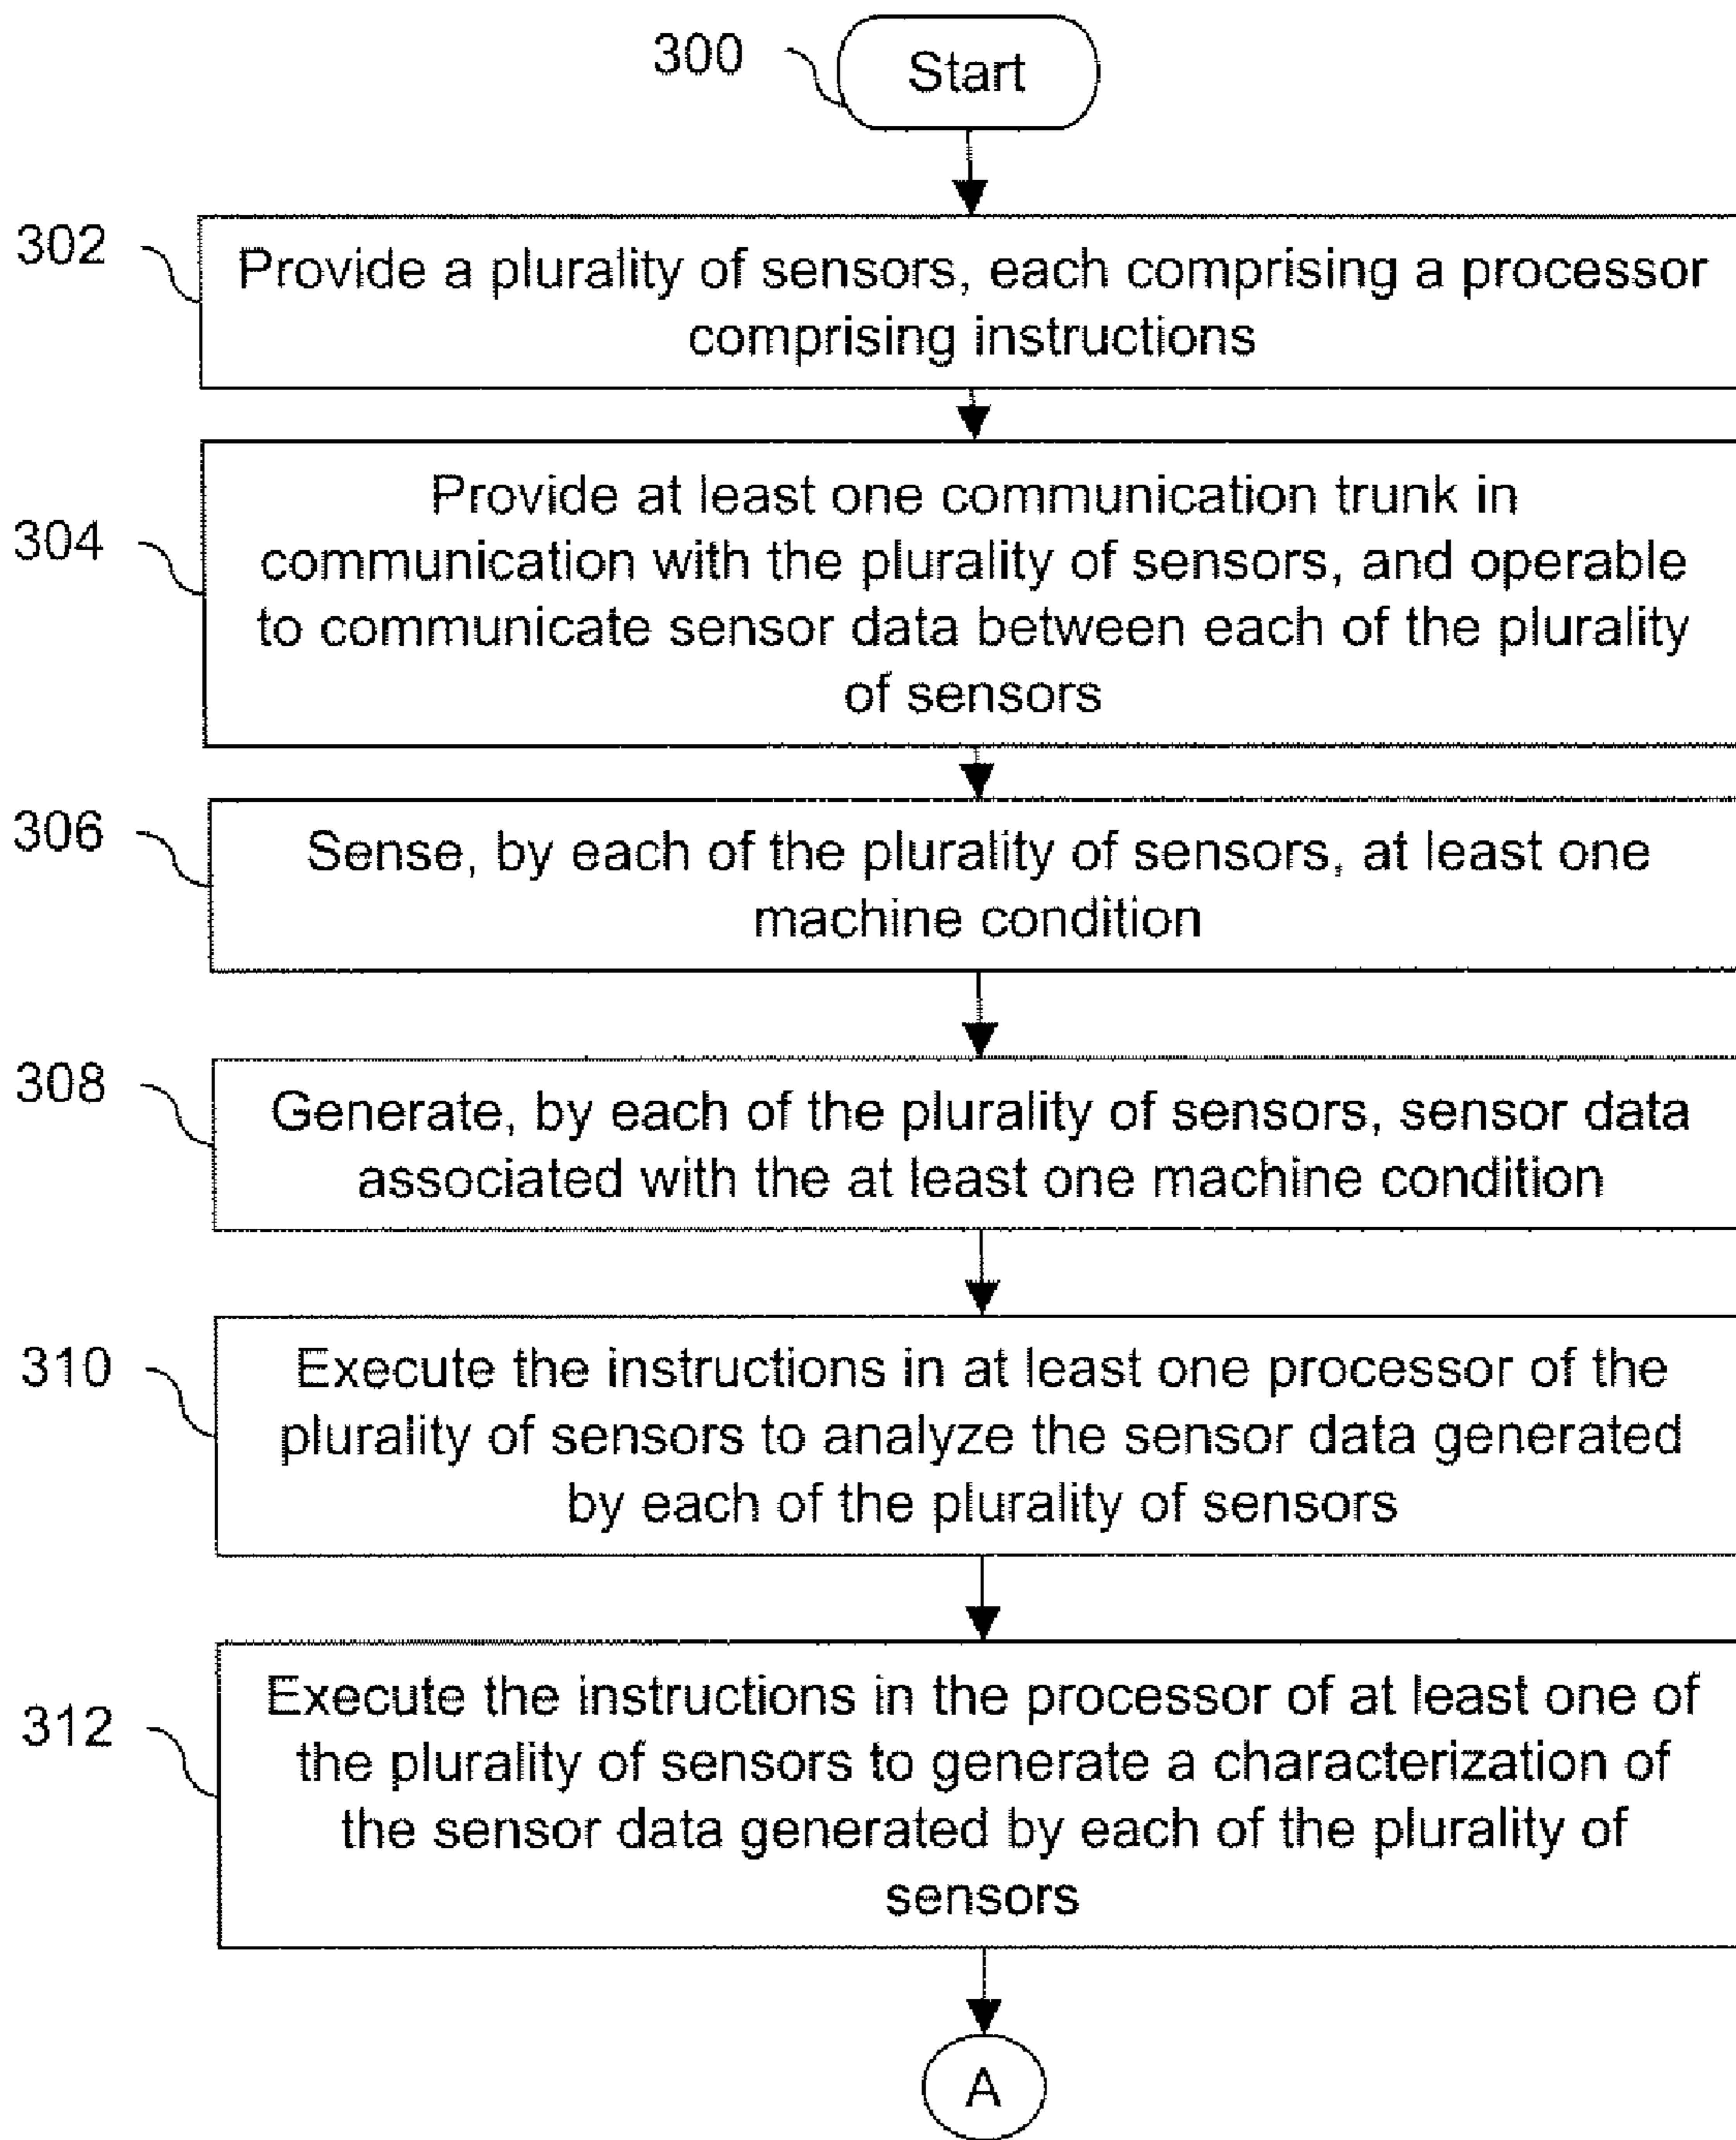 300
Start
302
Provide a plurality of sensors, each comprising a processor
comprising instructions
304
Provide at least one communication trunk in
communication with the plurality of sensors, and operable
to communicate sensor data between each of the plurality
of sensors
306
Sense, by each of the plurality of sensors, at least one
machine condition
308
Generate, by each of the plurality of sensors, sensor data
associated with the at least one machine condition
310
Execute the instructions in at least one processor of the
plurality of sensors to analyze the sensor data generated
by each of the plurality of sensors
312
Execute the instructions in the processor of at least one of
the plurality of sensors to generate a characterization of
the sensor data generated by each of the plurality of
sensors
A